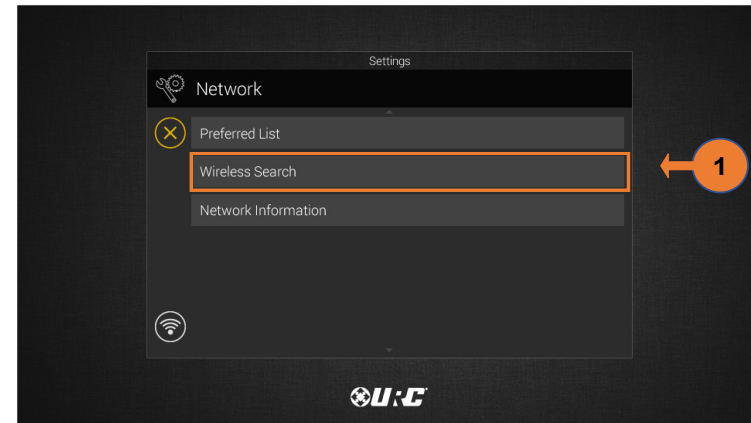 Settings
Network
Preferred List
Wireless Search
1
Network Information
URC